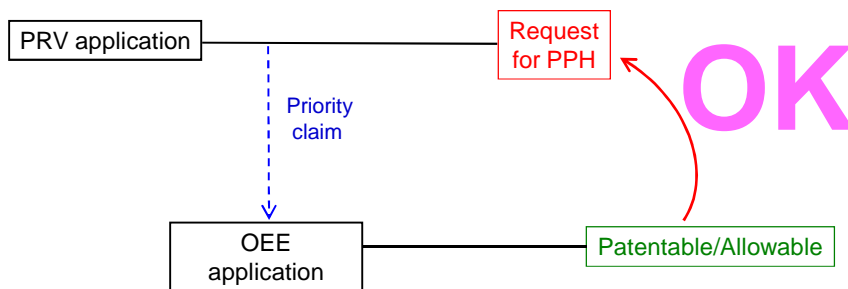 PRV application
Request
for PPH
OK
Priority
claim
OEE
application
Patentable/Allowable